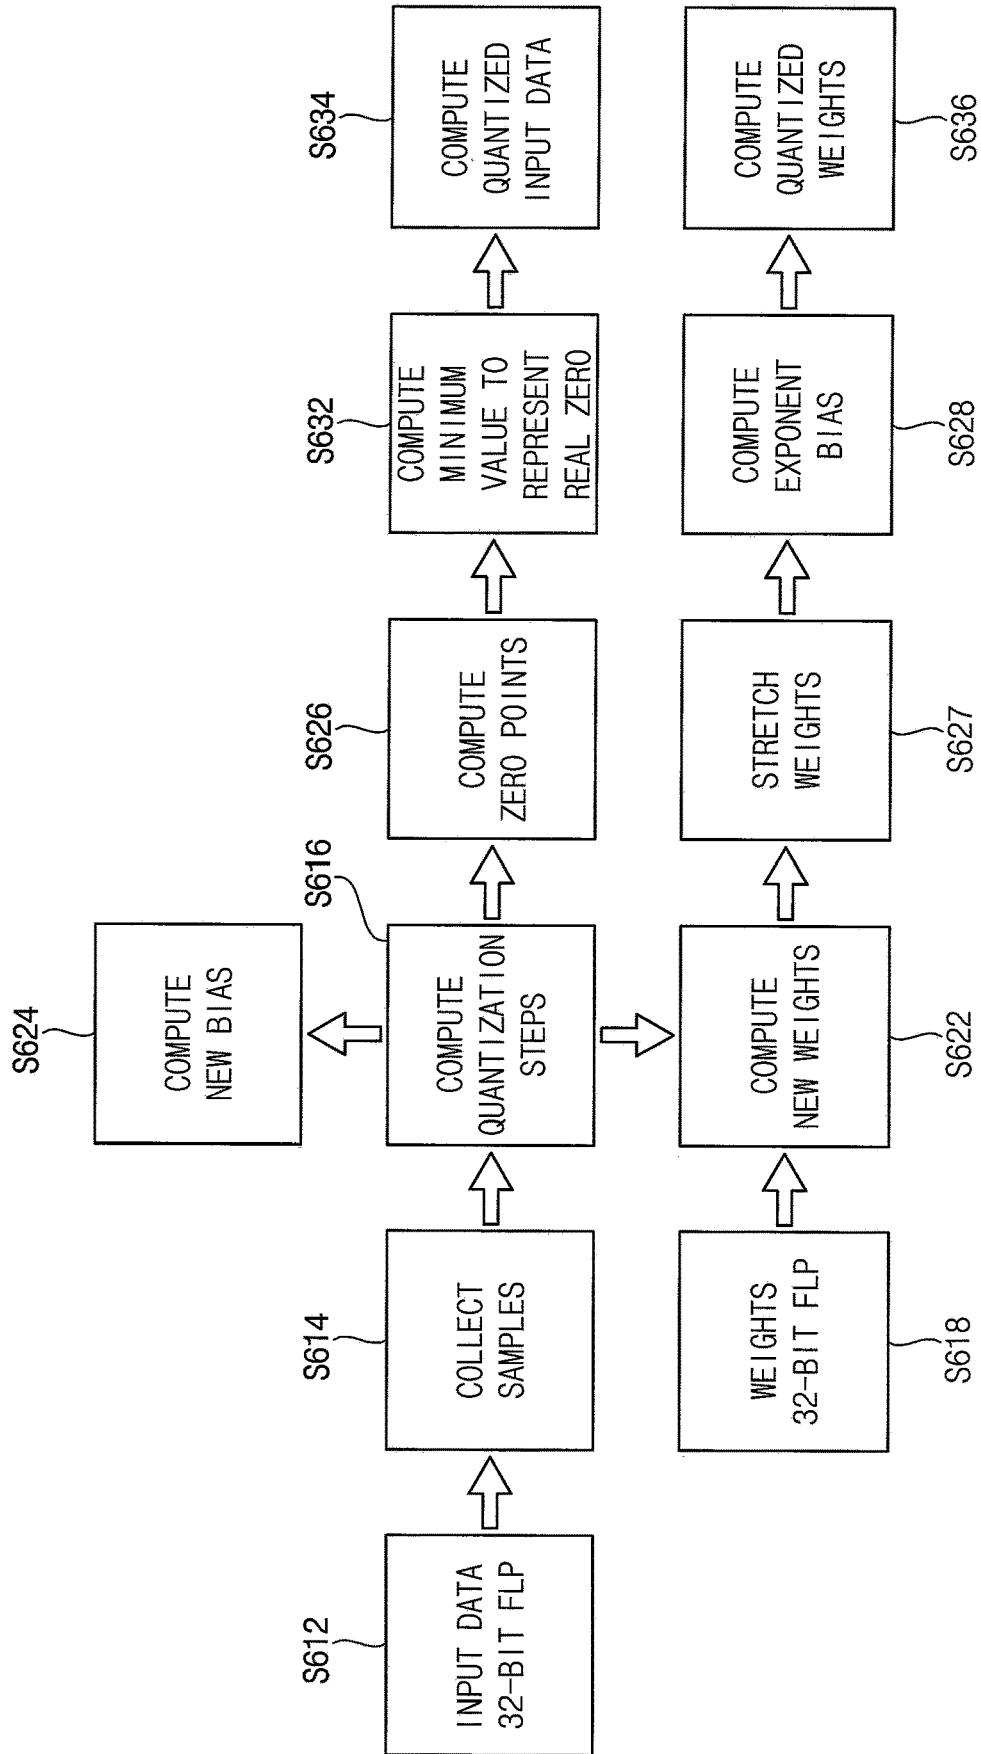 S624
COMPUTE
NEW BIAS
S612
INPUT DATA
32-BIT FLP
S614
COLLECT
SAMPLES
S616
COMPUTE
QUANTIZATION
STEPS
S626
COMPUTE
ZERO POINTS
S632
COMPUTE
MINIMUM
VALUE TO
REPRESENT
REAL ZERO
S634
COMPUTE
QUANTIZED
INPUT DATA
WEIGHTS
32-BIT FLP
S618
COMPUTE
NEW WEIGHTS
S622
STRETCH
WEIGHTS
S627
COMPUTE
EXPONENT
BIAS
S628
COMPUTE
QUANTIZED
WEIGHTS
S636